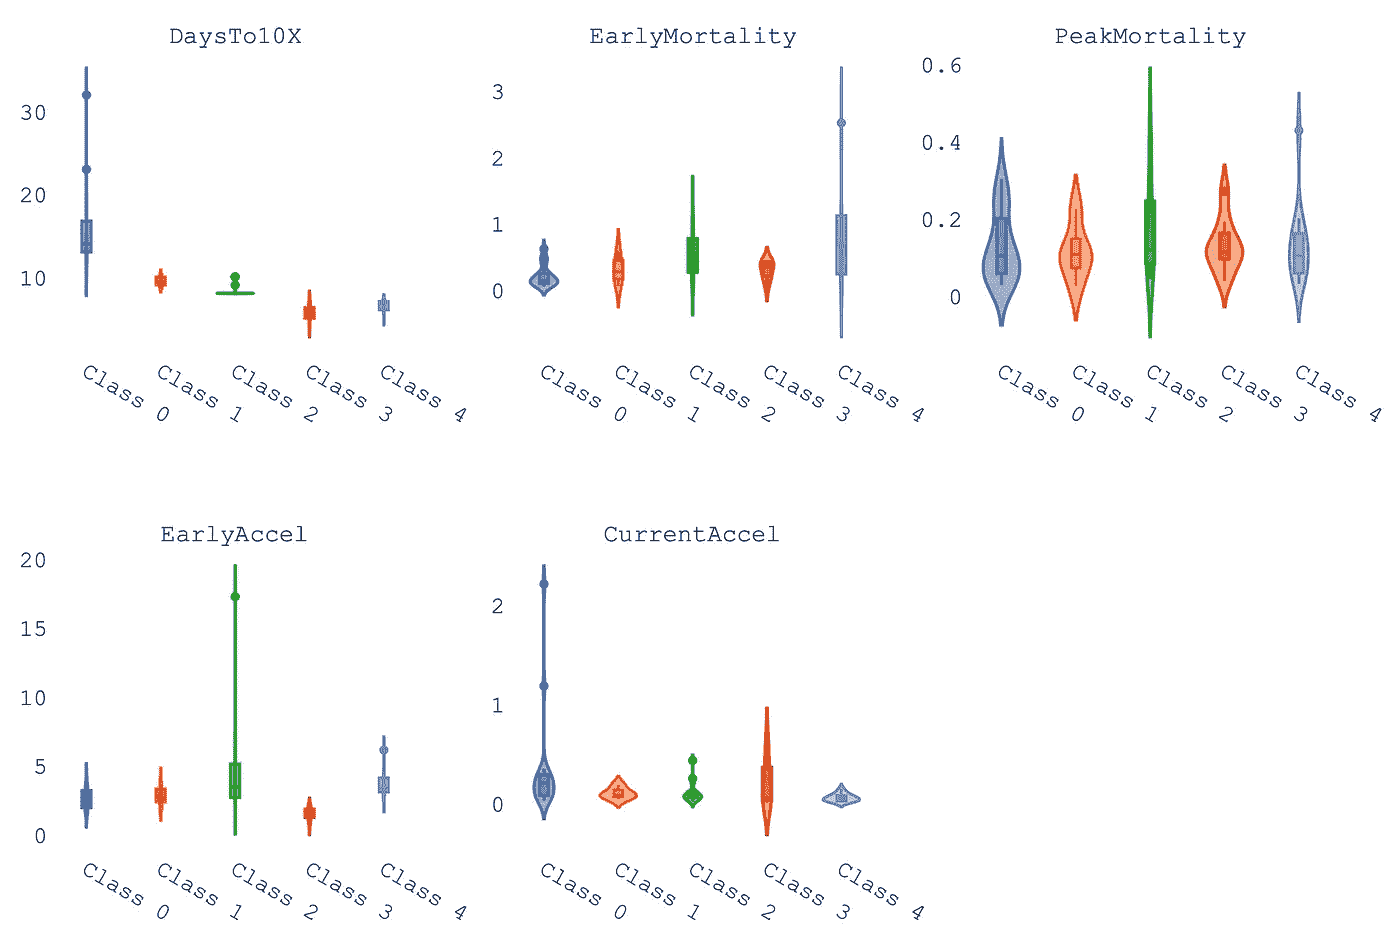 DaysTo10X
EarlyMortality
PeakMortality
30
20
10
3
2
1
0
0.6
0.4
0.2
0
Class 0
Class 1
Class 2
Class 3
Class 4
Class 0
Class 1
Class 2
Class 3
Class 4
Class 0
Class 1
Class 2
Class 3
Class 4
EarlyAccel
CurrentAccel
20
15
10
5
0
2
1
0
Class 0
Class 1
Class 2
Class 3
Class 4
Class 0
Class 1
Class 2
Class 3
Class 4